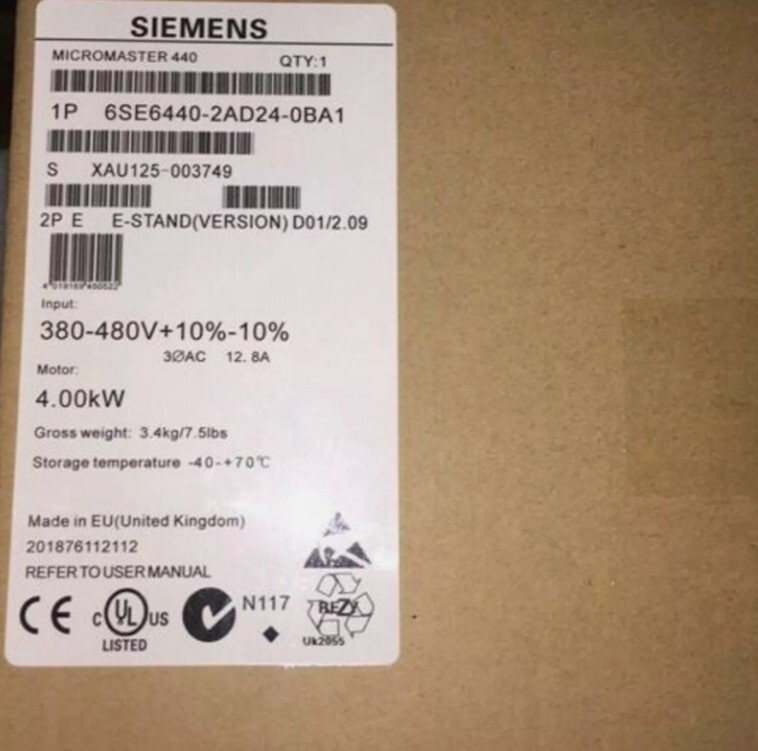 SIEMENS
MICROMASTER 440 QTY:1
1P 6SE6440-2AD24-0BA1
S XAU125-003749
2P E E-STAND(VERSION) D01/2.09
Input:
380-480V+10%-10%
3ØAC 12.8A
Motor:
4.00kW
Gross weight: 3.4kg/7.5lbs
Storage temperature -40-+70℃
Made in EU(United Kingdom)
201876112112
REFER TO USER MANUAL
CE C UL US N117 REZY
LISTED Uk2055